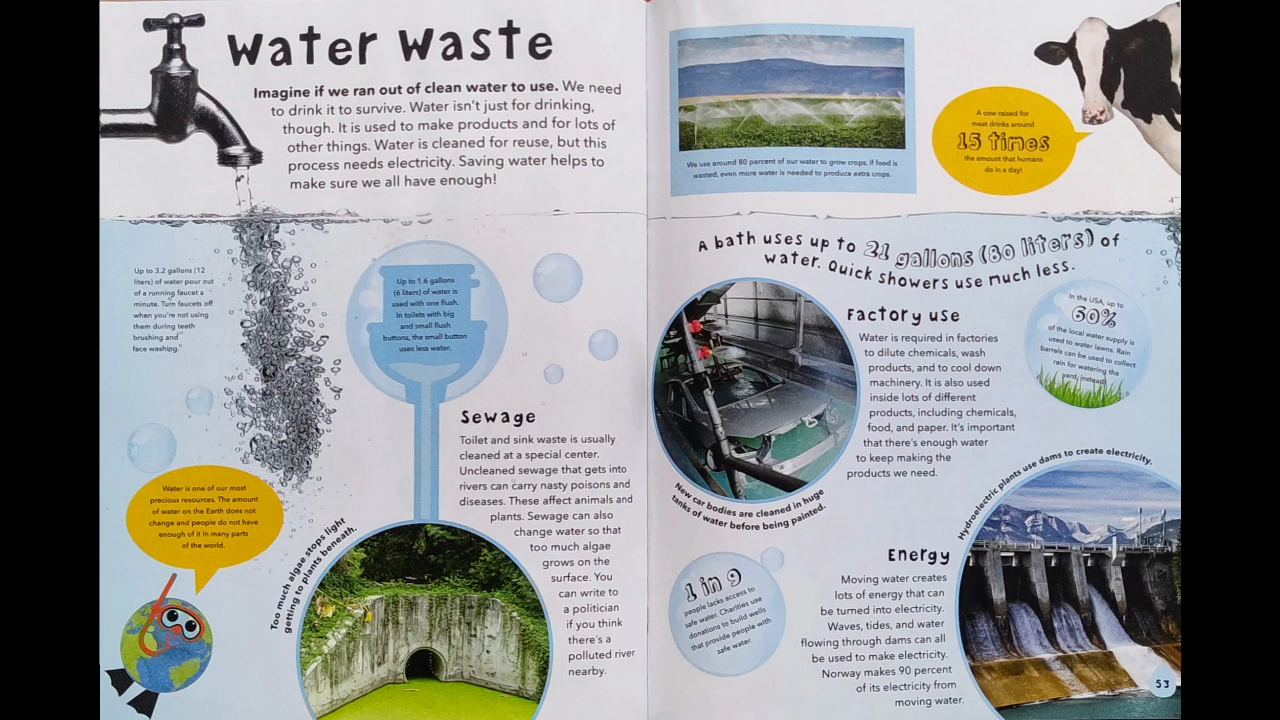 Water Waste
Imagine if we ran out of clean water to use. We need
to drink it to survive. Water isn't just for drinking,
though. It is used to make products and for lots of
other things. Water is cleaned for reuse, but this
process needs electricity. Saving water helps to
make sure we all have enough!
Up to 3.2 gallons (12
liters) of water pour out
of a running faucet a
minute. Turn faucets off
when you're not using
them during teeth
brushing and
face washing.
Up to 1.6 gallons
(6 liters) of water is
used with one flush.
In toilets with big
and small flush
buttons, the small button
uses less water.
Sewage
Toilet and sink waste is usually
cleaned at a special center.
Uncleaned sewage that gets into
rivers can carry nasty poisons and
diseases. These affect animals and
plants. Sewage can also
change water so that
too much algae
grows on the
surface. You
can write to
a politician
if you think
there's a
polluted river
nearby.
Water is one of our most
precious resources. The amount
of water on the Earth does not
change and people do not have
enough of it in many parts
of the world.
Too much algae stops light
getting to plants beneath.
We use around 80 percent of our water to grow crops. If food is
wasted, even more water is needed to produce extra crops.
A cow raised for
meat drinks around
15 times
the amount that humans
do in a day!
A bath uses up to 21 gallons (80 liters) of
water. Quick showers use much less.
Factory use
Water is required in factories
to dilute chemicals, wash
products, and to cool down
machinery. It is also used
inside lots of different
products, including chemicals,
food, and paper. It's important
that there's enough water
to keep making the
products we need.
New car bodies are cleaned in huge
tanks of water before being painted.
In the USA, up to
60%
of the local water supply is
used to water lawns. Rain
barrels can be used to collect
rain for watering the
yard, instead!
1 in 9
people lacks access to
safe water. Charities use
donations to build wells
that provide people with
safe water.
Energy
Moving water creates
lots of energy that can
be turned into electricity.
Waves, tides, and water
flowing through dams can all
be used to make electricity.
Norway makes 90 percent
of its electricity from
moving water.
Hydroelectric plants use dams to create electricity.
53